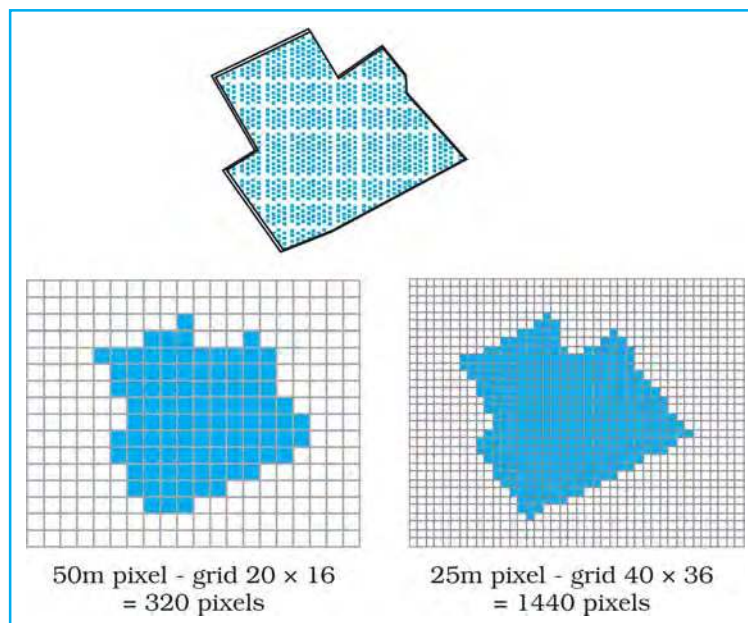 50m pixel - grid 20 × 16
= 320 pixels
25m pixel - grid 40 × 36
= 1440 pixels